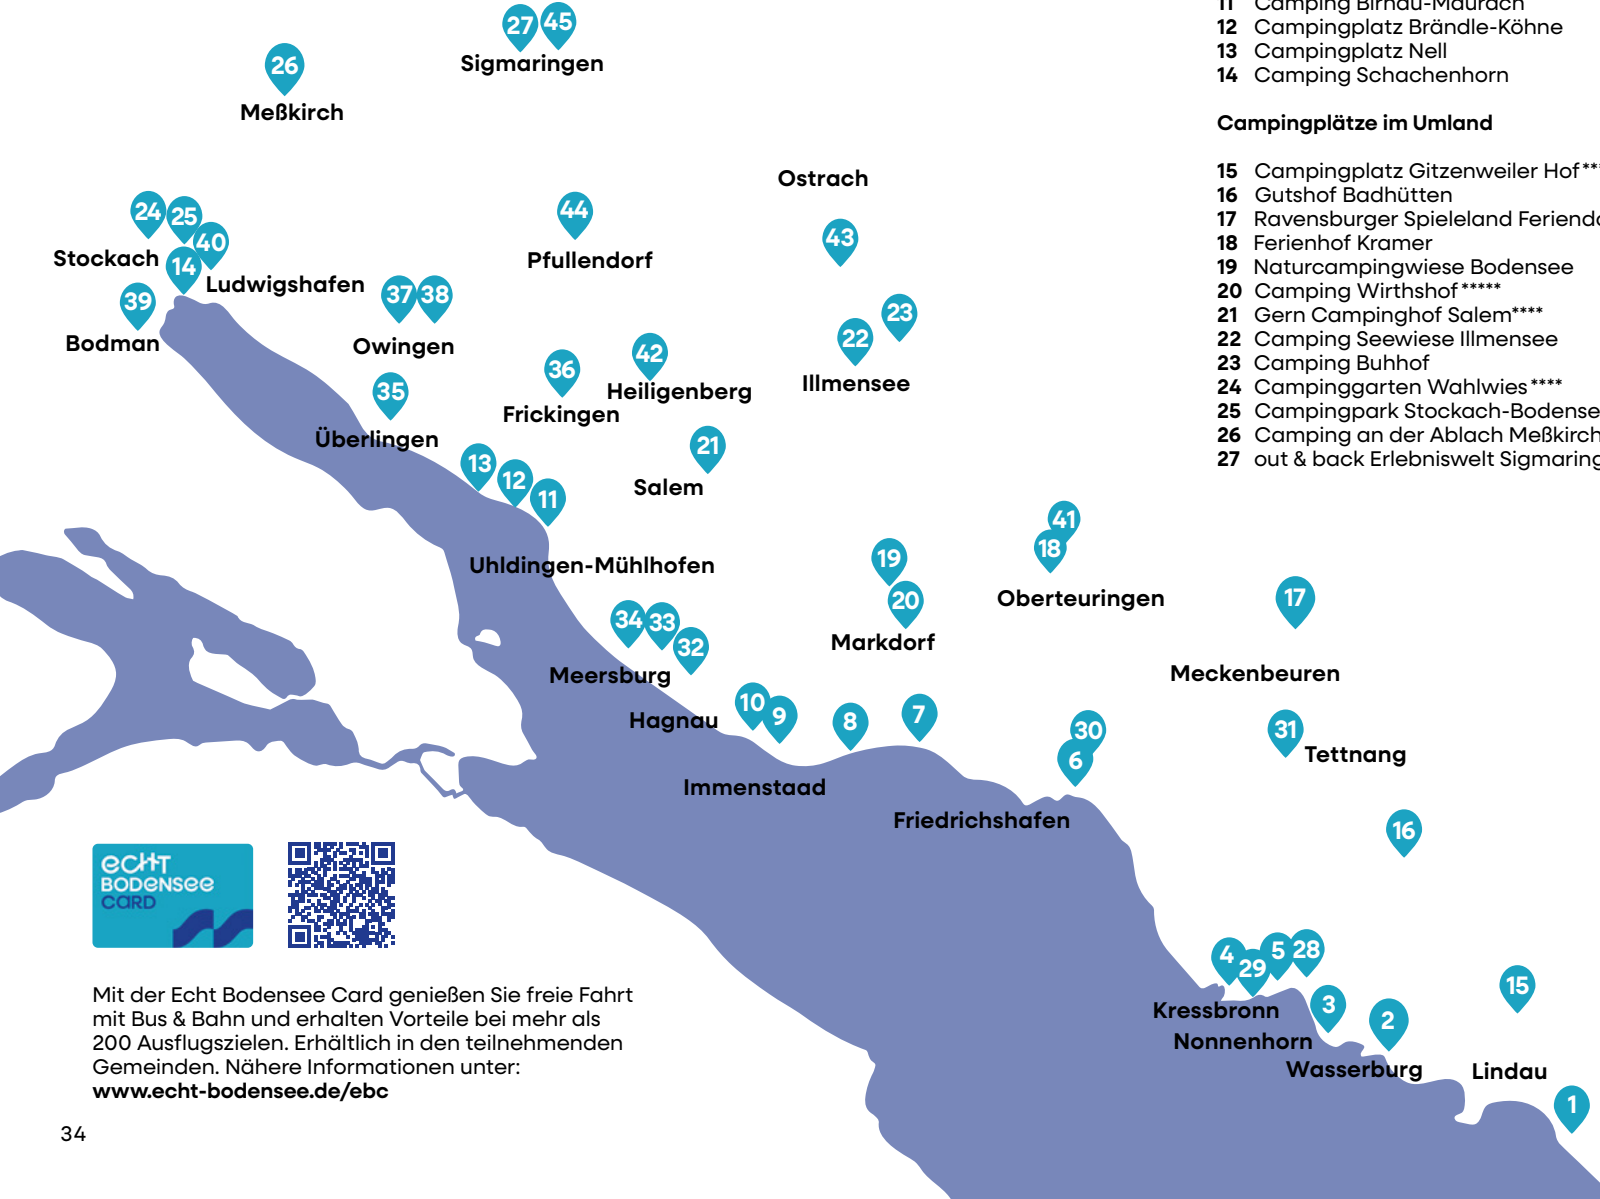 27 45
Sigmaringen
26
Meßkirch
Ostrach
24 25
44
40
43
Stockach
14
Pfullendorf
Ludwigshafen
39
37 38
23
Bodman
22
Owingen
42
36
Heiligenberg
Illmensee
35
Frickingen
Überlingen
21
13
12
Salem
11
41
18
19
Uhldingen-Mühlhofen
20
Oberteuringen
17
34 33
32
Markdorf
Meersburg
Meckenbeuren
10
9
8
7
Hagnau
30
6
31
Tettnang
Immenstaad
Friedrichshafen
16
4
29
5
28
15
Kressbronn
3
2
Nonnenhorn
Wasserburg
Lindau
1
11 Camping Birnau-Maurach
12 Campingplatz Brändle-Köhne
13 Campingplatz Nell
14 Camping Schachenhorn
Campingplätze im Umland
15 Campingplatz Gitzenweiler Hof
16 Gutshof Badhütten
17 Ravensburger Spieleland
18 Ferienhof Kramer
19 Naturcampingwiese Bodensee
20 Camping Wirthshof*****
21 Gern Campinghof Salem****
22 Camping Seewiese Illmensee
23 Camping Buhhof
24 Campinggarten Wahlwies****
25 Campingpark
26 Camping an der Ablach Meßkirch
27 out & back Erlebniswelt
echt
BODENSEE
CARD
Mit der Echt Bodensee Card genießen Sie freie Fahrt
mit Bus & Bahn und erhalten Vorteile bei mehr als
200 Ausflugszielen. Erhältlich in den teilnehmenden
Gemeinden. Nähere Informationen unter:
www.echt-bodensee.de/ebc
34